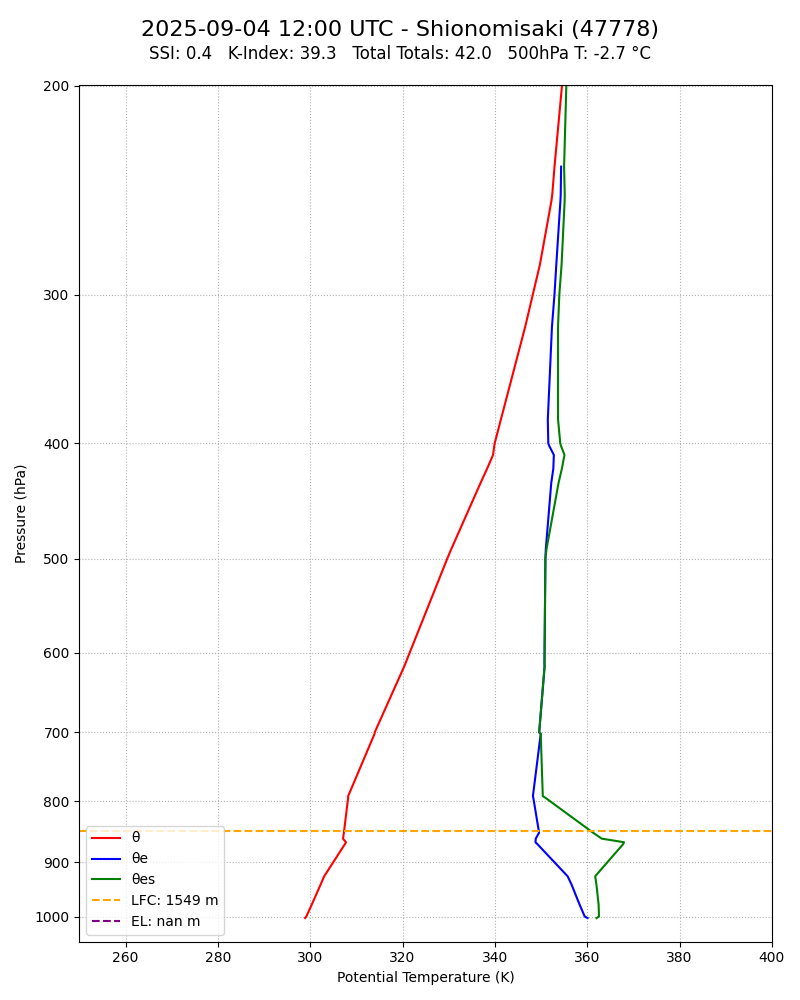 2025-09-04 12:00 UTC - Shionomisaki (47778)
SSI: 0.4   K-Index: 39.3   Total Totals: 42.0   500hPa T: -2.7 °C
200
300
400
500
600
700
800
900
1000
Pressure (hPa)
θ
θe
θes
LFC: 1549 m
EL: nan m
260 280 300 320 340 360 380 400
Potential Temperature (K)